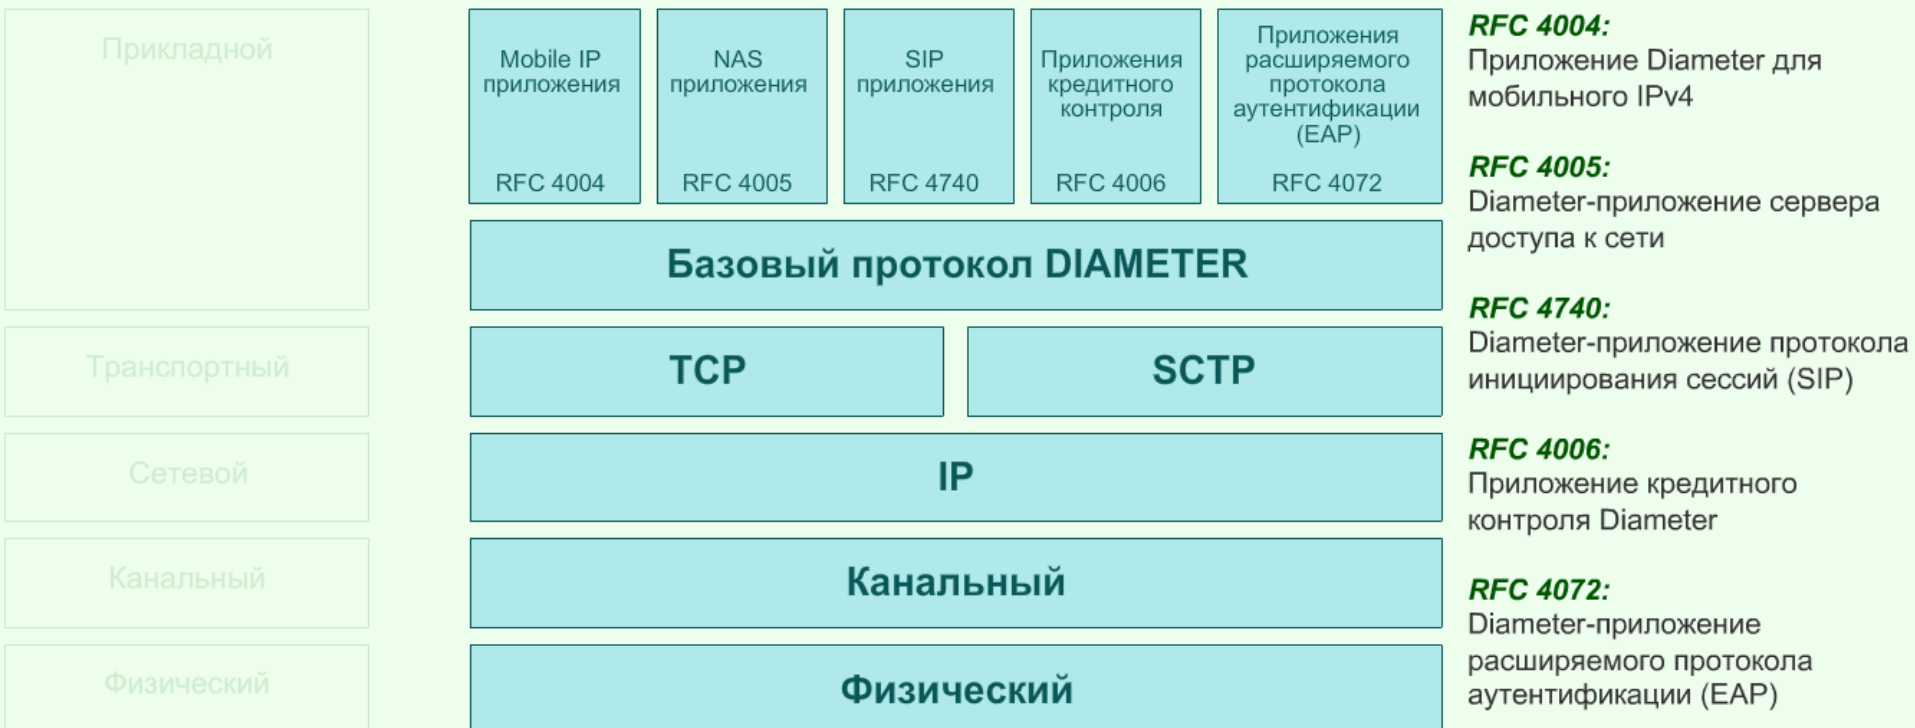 Прикладной
Mobile IP
приложения
RFC 4004
NAS
приложения
RFC 4005
SIP
приложения
RFC 4740
Приложения
кредитного
контроля
RFC 4006
Приложения
расширяемого
протокола
аутентификации
(EAP)
RFC 4072
Базовый протокол DIAMETER
Транспортный
TCP
SCTP
Сетевой
IP
Канальный
Канальный
Физический
Физический
RFC 4004:
Приложение Diameter для
мобильного IPv4
RFC 4005:
Diameter-приложение сервера
доступа к сети
RFC 4740:
Diameter-приложение протокола
инициирования сессий (SIP)
RFC 4006:
Приложение кредитного
контроля Diameter
RFC 4072:
Diameter-приложение
расширяемого протокола
аутентификации (EAP)